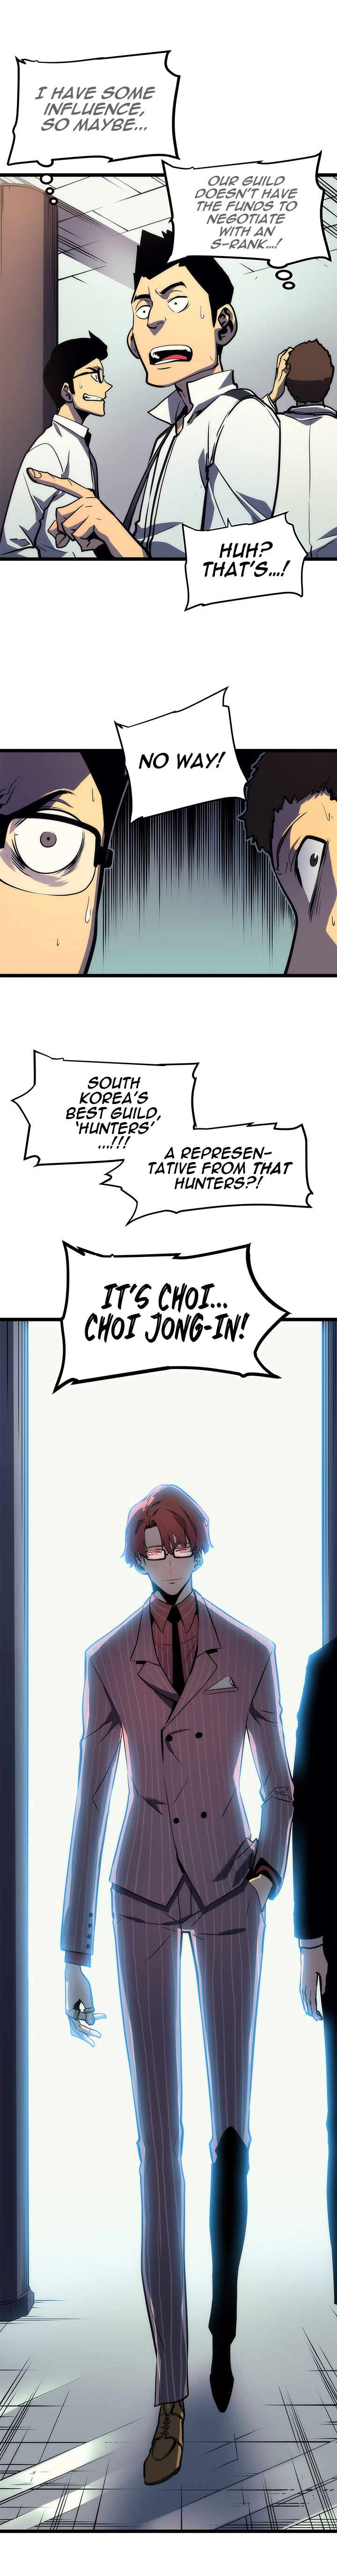 I HAVE SOME
INFLUENCE,
SO MAYBE...
OUR GUILD
DOESN'T HAVE
THE FUNDS TO
NEGOTIATE
WITH AN
S-RANK...!
HUH?
THAT'S...!
NO WAY!
SOUTH
KOREA'S
BEST GUILD,
'HUNTERS'
...!!!
A REPRESEN-
TATIVE FROM THAT
HUNTERS?!
IT'S CHOI...
CHOI JONG-IN!